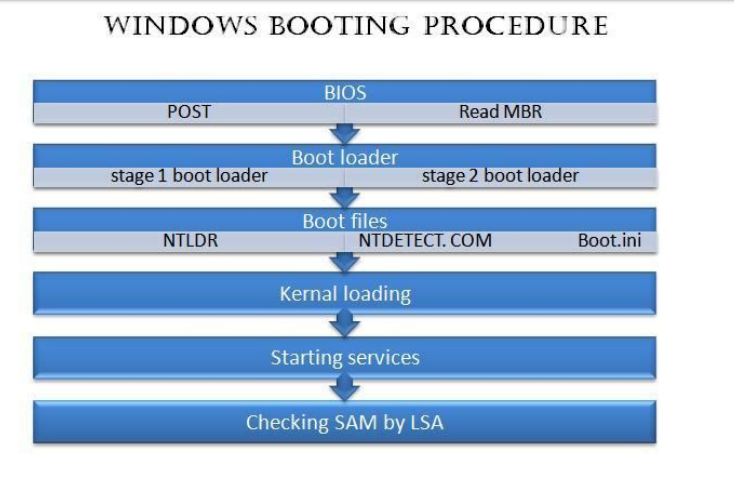 WINDOWS BOOTING PROCEDURE
BIOS
POST Read MBR
Boot loader
stage 1 boot loader stage 2 boot loader
Boot files
NTLDR NTDETECT. COM Boot.ini
Kernal loading
Starting services
Checking SAM by LSA